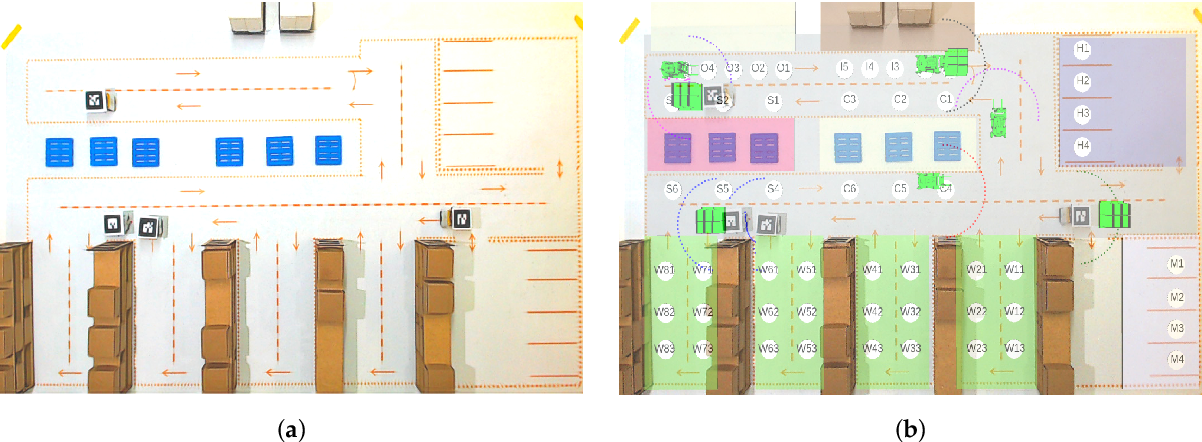 O4 O3 O2 O1 I5 I4 I3
H1
H2
H3
H4
S2 S1 C3 C2 C1
S6 S5 S4 C6 C5 C4
W81 W71 W61 W51 W41 W31 W21 W11
W82 W72 W62 W52 W42 W32 W22 W12
W83 W73 W63 W53 W43 W33 W23 W13
M1
M2
M3
M4
(a) (b)